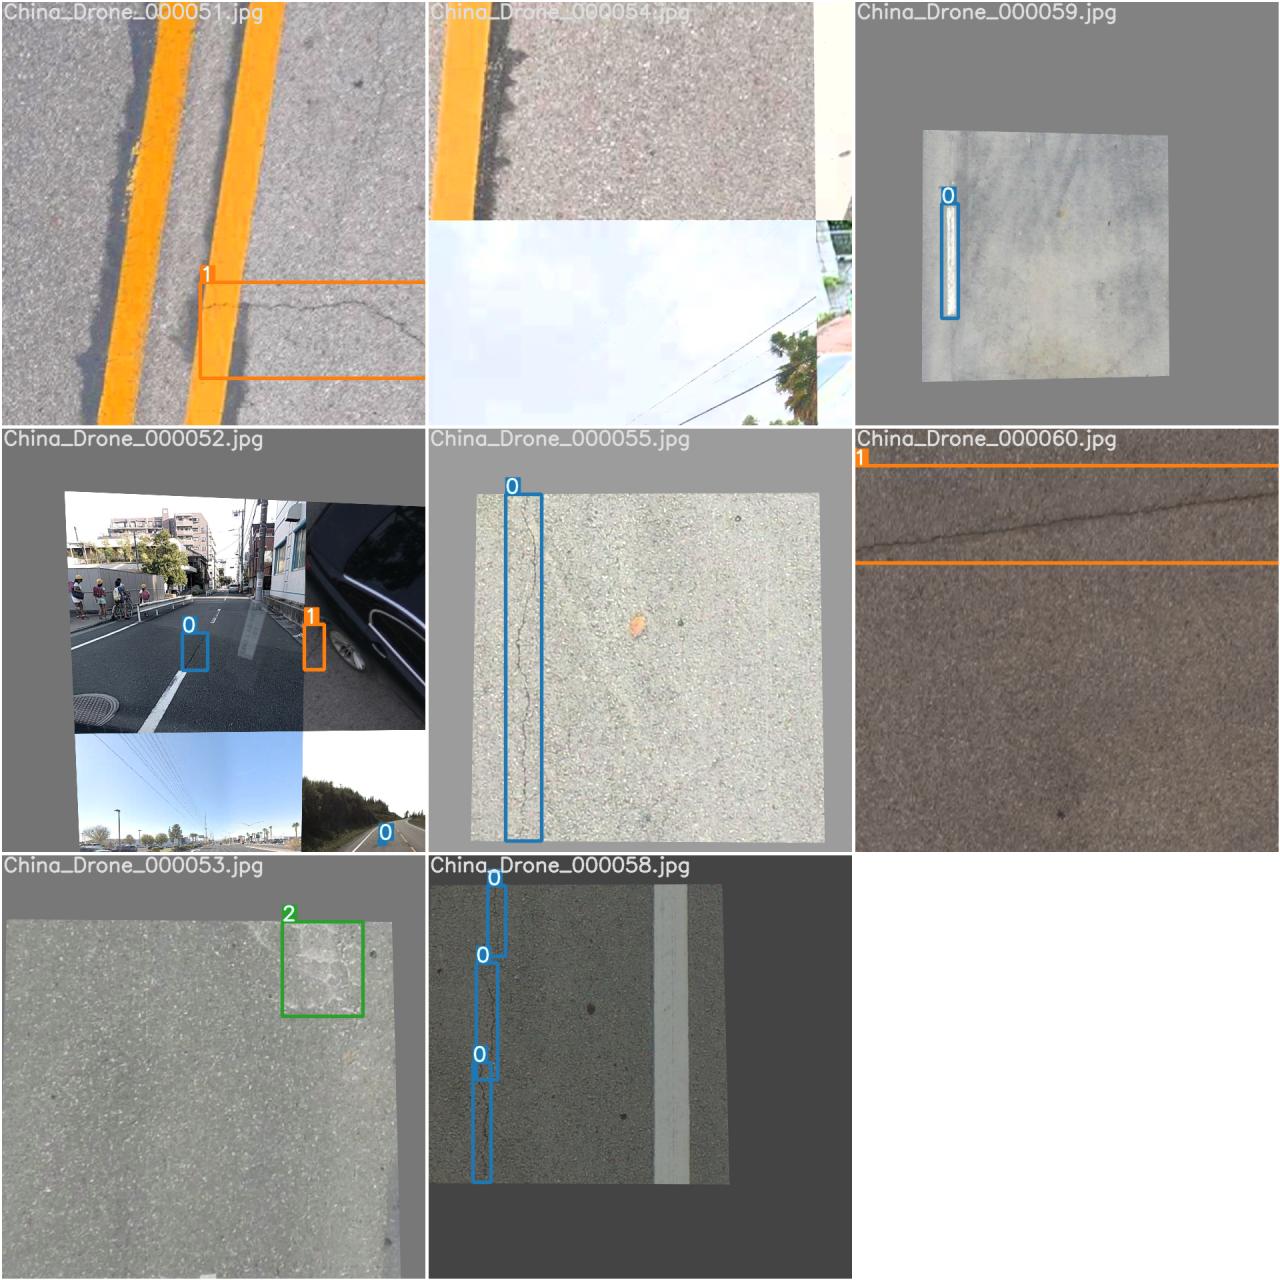 China_Drone_000051.jpg
China_Drone_000054.jpg
China_Drone_000059.jpg
0
1
China_Drone_000052.jpg
China_Drone_000055.jpg
China_Drone_000060.jpg
1
0
1
0
0
China_Drone_000053.jpg
China_Drone_000058.jpg
0
2
0
0